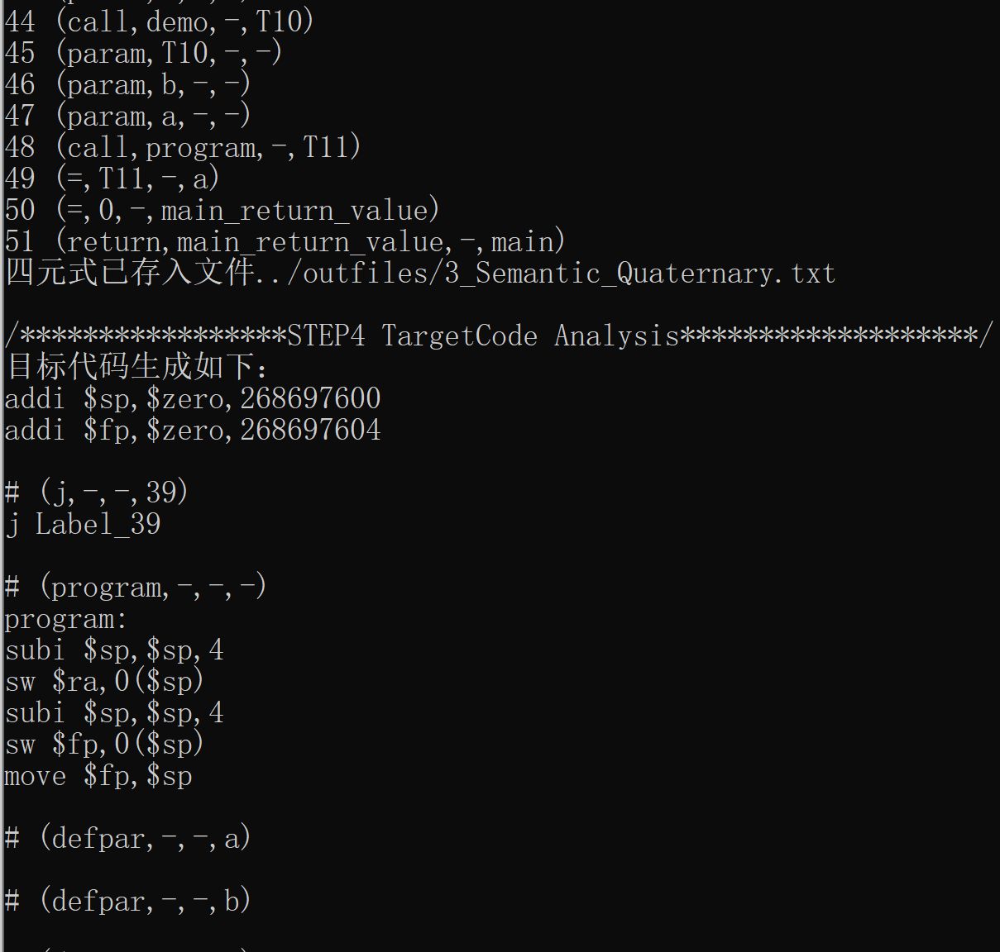 44 (call,demo,-,T10)
45 (param,T10,-,-)
46 (param,b,-,-)
47 (param,a,-,-)
48 (call,program,-,T11)
49 (=,T11,-,a)
50 (=,0,-,main_return_value)
51 (return,main_return_value,-,main)
四元式已存入文件../outfiles/3_Semantic_Quaternary.txt
/*****************STEP4 TargetCode Analysis*******************/
目标代码生成如下:
addi $sp,$zero,268697600
addi $fp,$zero,268697604
# (j,-,-,39)
j Label_39
# (program,-,-,-)
program:
subi $sp,$sp,4
sw $ra,0($sp)
subi $sp,$sp,4
sw $fp,0($sp)
move $fp,$sp
# (defpar,-,-,a)
# (defpar,-,-,b)